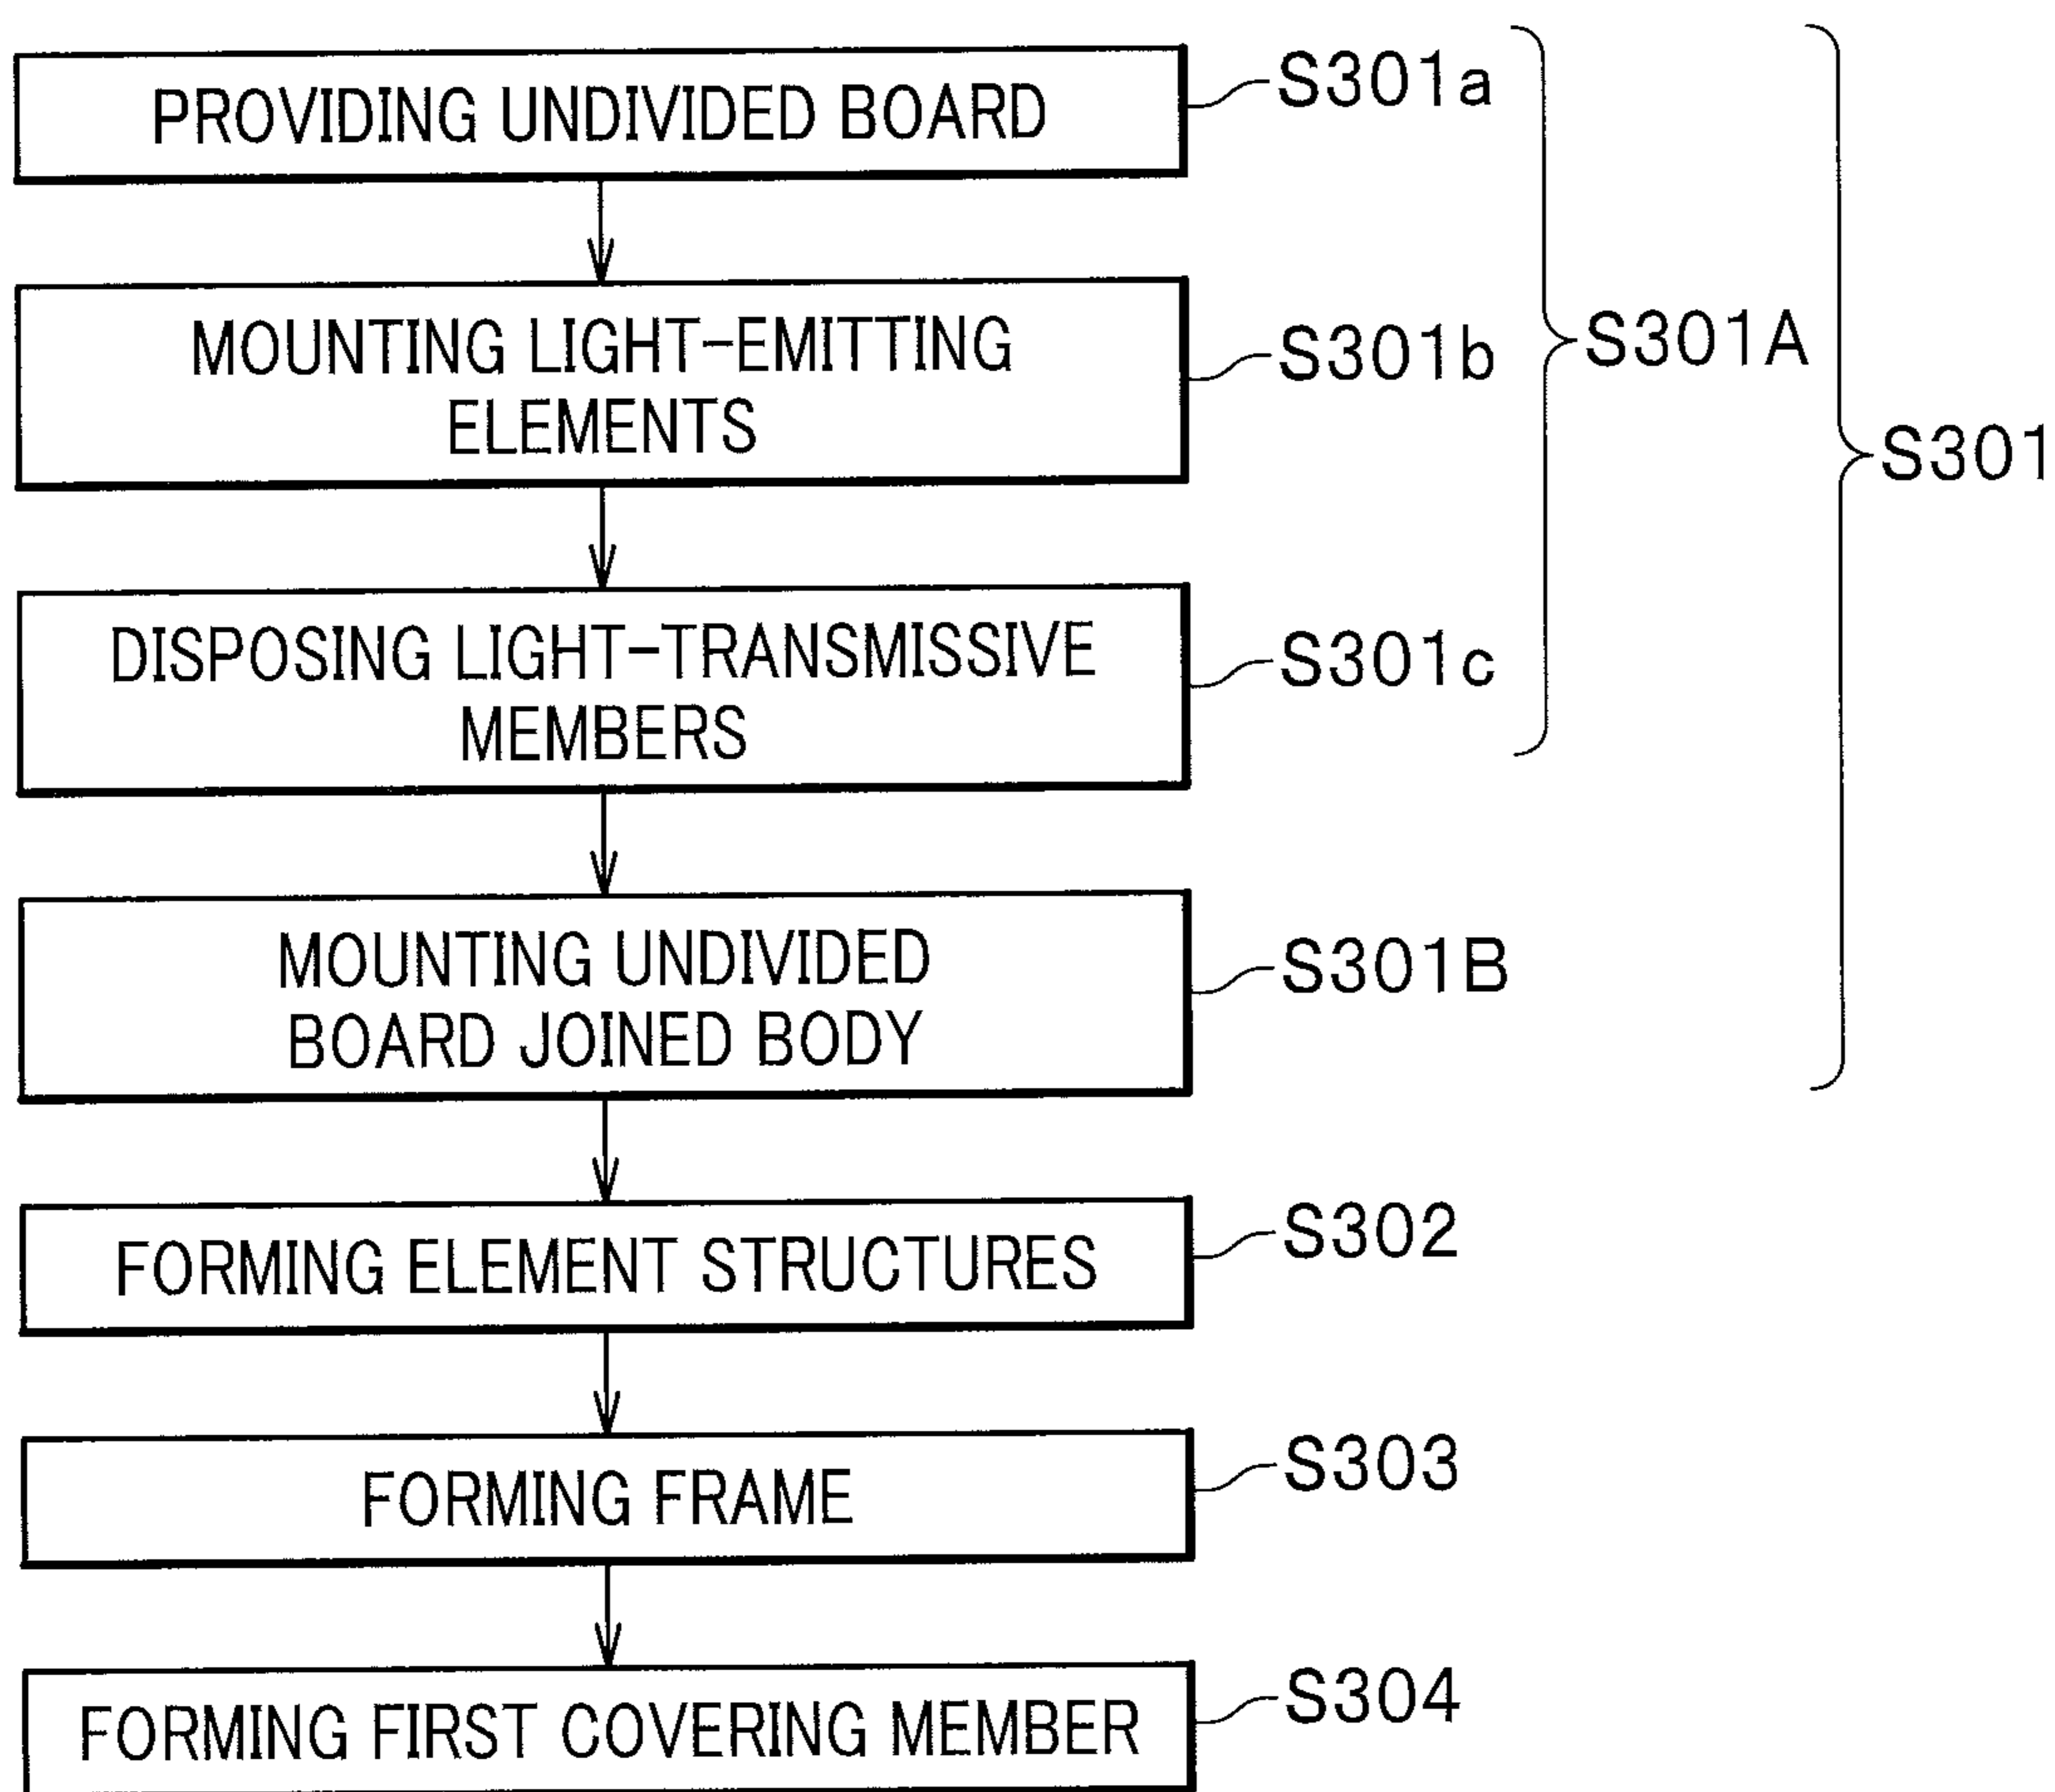 PROVIDING UNDIVIDED BOARD
S301a
MOUNTING LIGHT-EMITTING
ELEMENTS
S301b
S301A
S301
DISPOSING LIGHT-TRANSMISSIVE
MEMBERS
S301c
MOUNTING UNDIVIDED
BOARD JOINED BODY
S301B
FORMING ELEMENT STRUCTURES
S302
FORMING FRAME
S303
FORMING FIRST COVERING MEMBER
S304